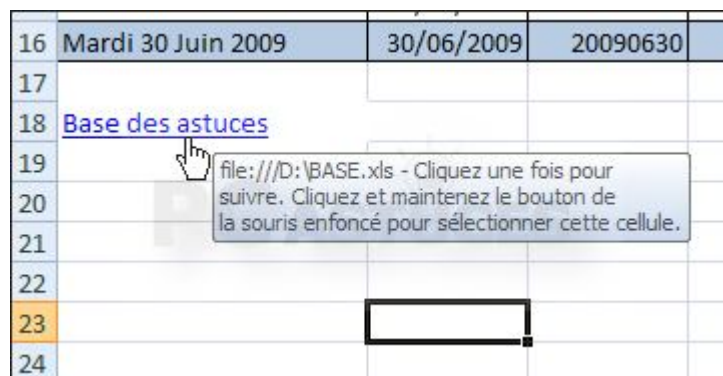 16 Mardi 30 Juin 2009 30/06/2009 20090630
17
18 Base des astuces
19
file:///D:\BASE.xls - Cliquez une fois pour
20
suivre. Cliquez et maintenez le bouton de
la souris enfoncé pour sélectionner cette cellule.
21
22
23
24